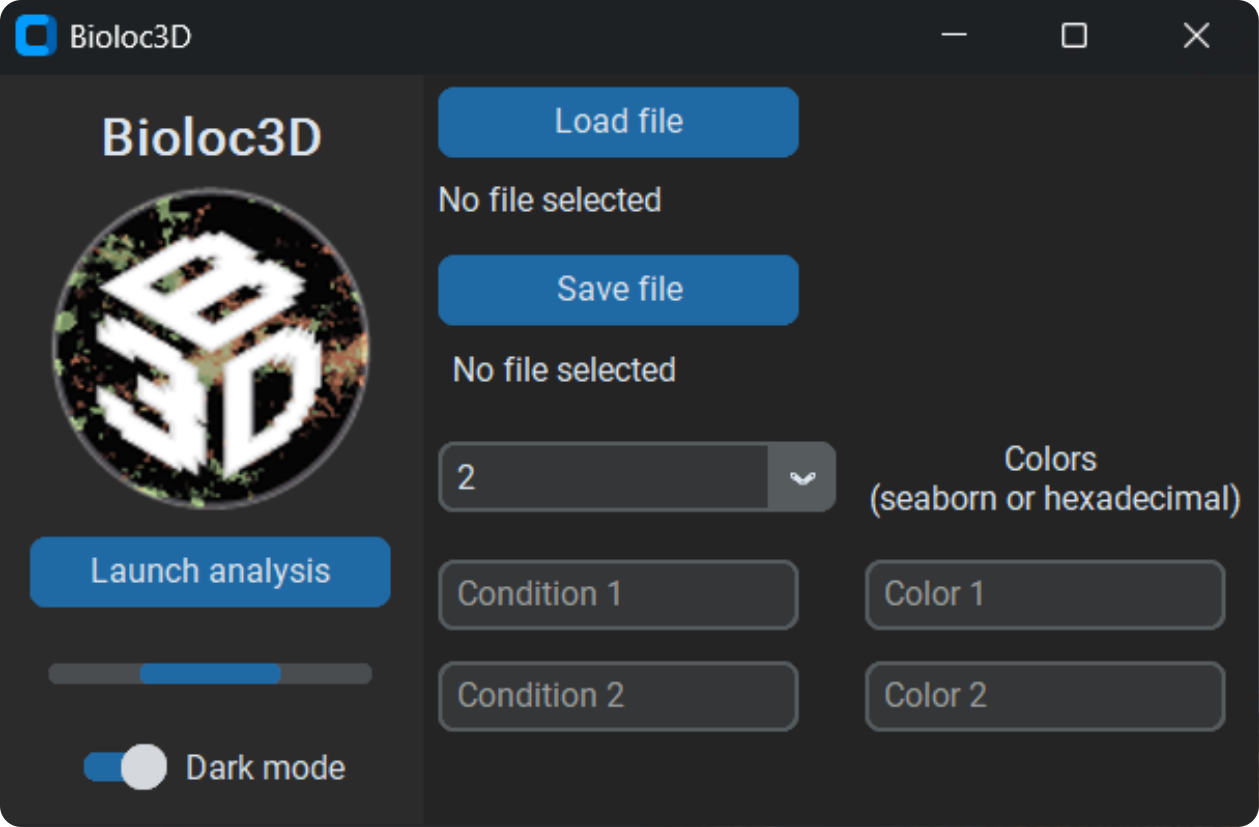 Bioloc3D
Bioloc3D
B
3D
Launch analysis
Dark mode
Load file
No file selected
Save file
No file selected
2
Colors
(seaborn or hexadecimal)
Condition 1
Color 1
Condition 2
Color 2